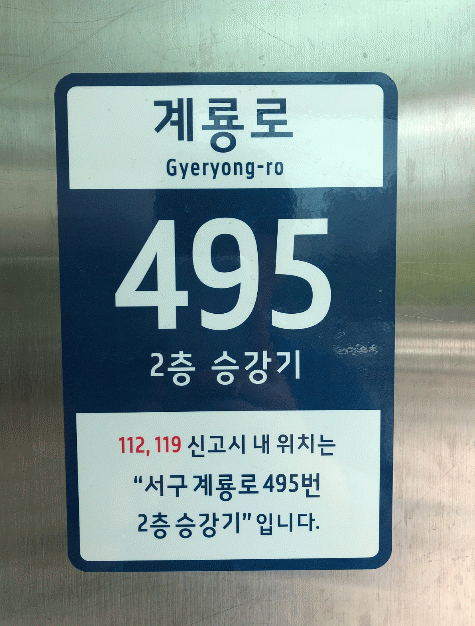 계룡로
Gyeryong-ro
495
2층 승강기
112, 119 신고시 내 위치는
“서구 계룡로 495번
2층 승강기” 입니다.